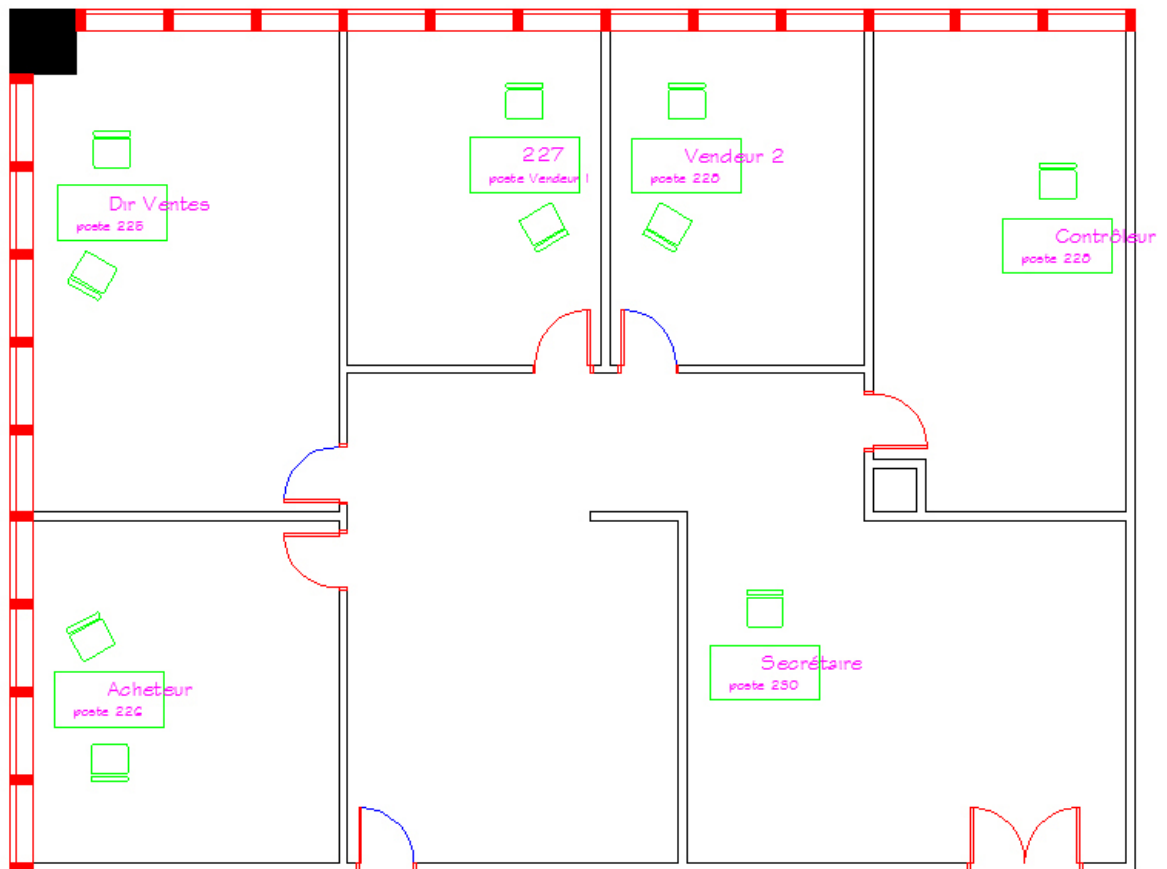 227
poste Vendeur 1
Vendeur 2
poste 228
Dir Ventes
poste 225
Contrôleur
poste 228
Secrétaire
poste 230
Acheteur
poste 226